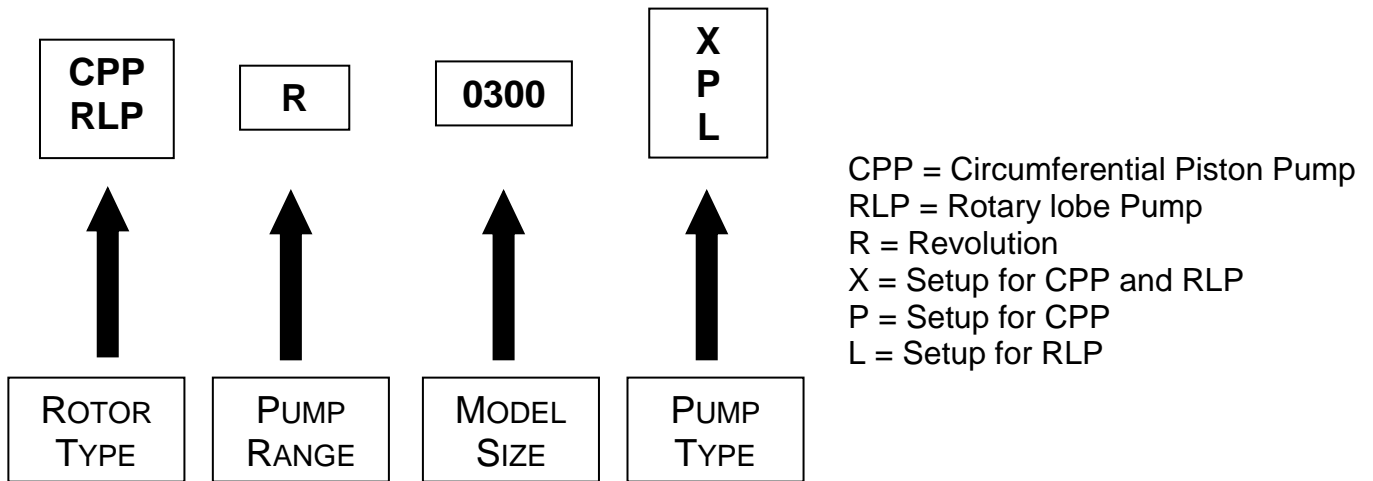 CPP
RLP
R
0300
X
P
L
CPP = Circumferential Piston Pump
RLP = Rotary lobe Pump
R = Revolution
X = Setup for CPP and RLP
P = Setup for CPP
L = Setup for RLP
ROTOR
TYPE
PUMP
RANGE
MODEL
SIZE
PUMP
TYPE